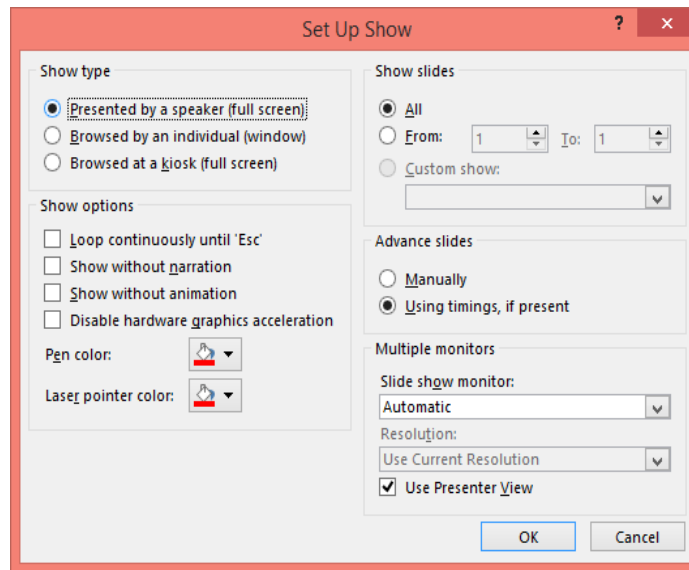 Set Up Show
? ×
Show type
Presented by a speaker (full screen)
Browsed by an individual (window)
Browsed at a kiosk (full screen)
Show options
Loop continuously until 'Esc'
Show without narration
Show without animation
Disable hardware graphics acceleration
Pen color:
Laser pointer color:
Show slides
All
From: 1 To: 1
Custom show:
Advance slides
Manually
Using timings, if present
Multiple monitors
Slide show monitor:
Automatic
Resolution:
Use Current Resolution
Use Presenter View
OK Cancel